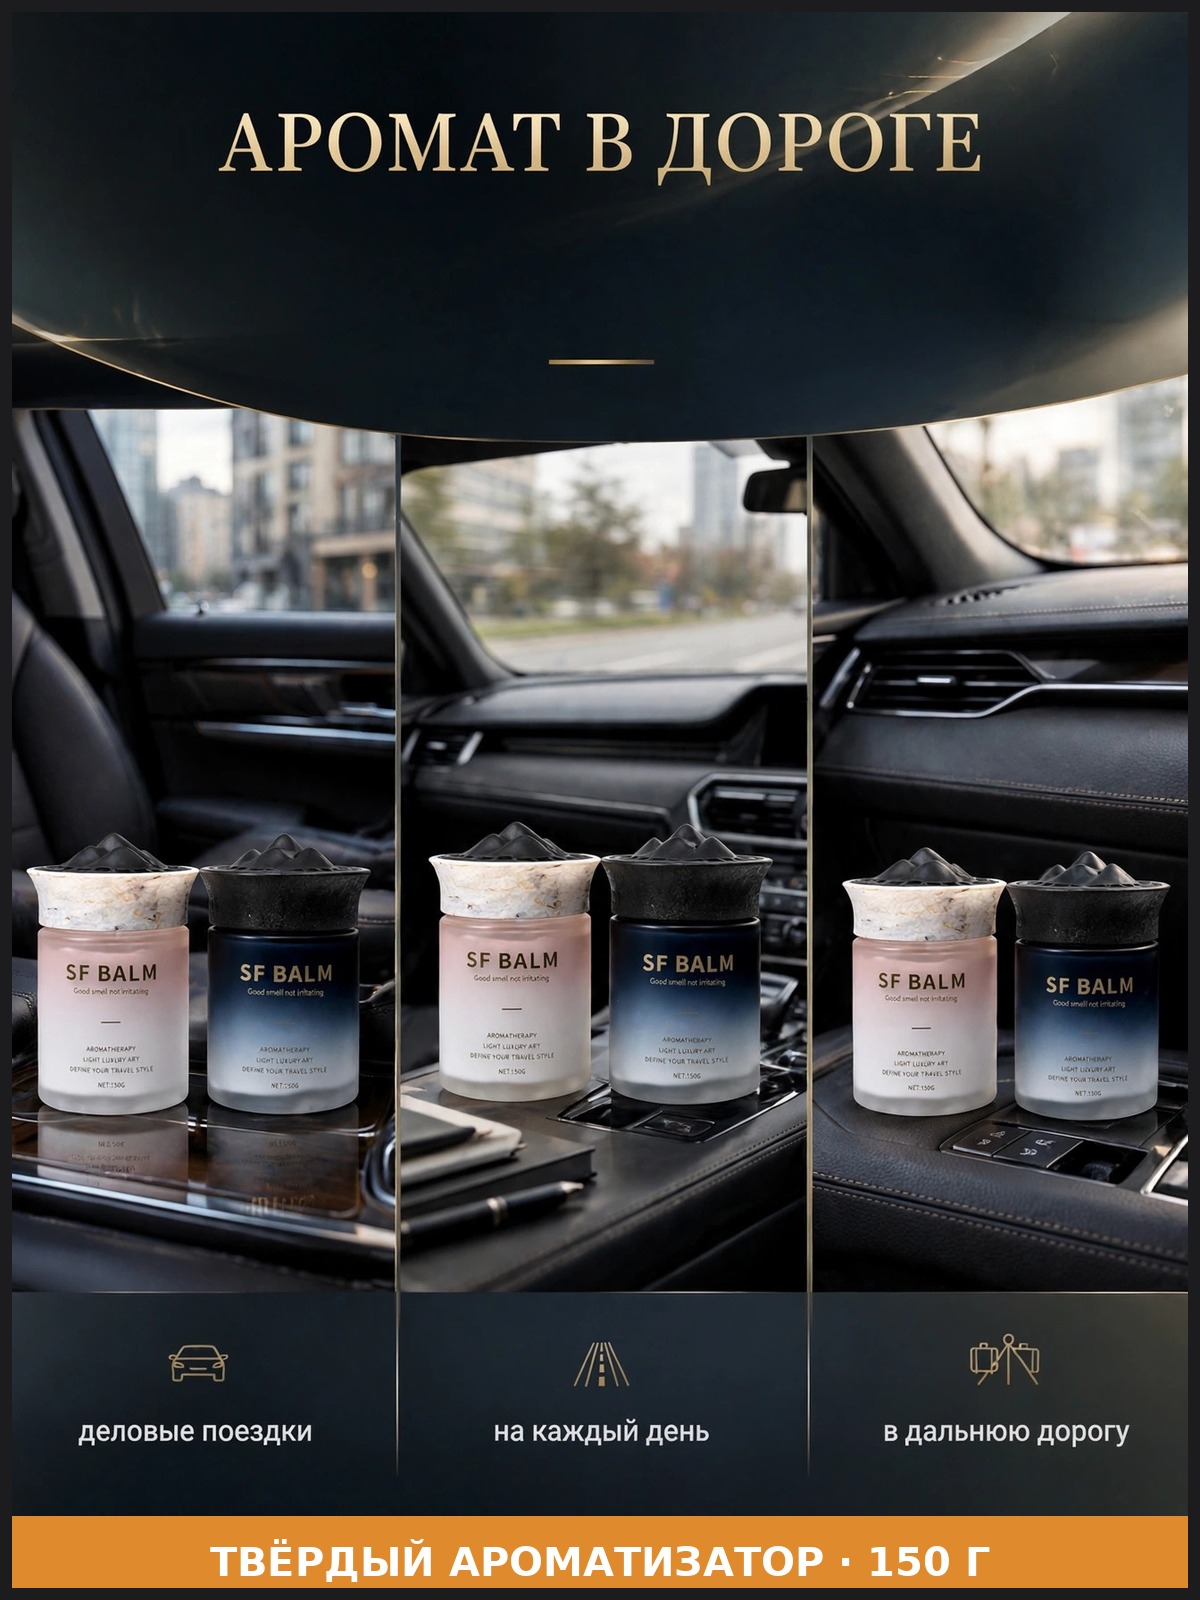 АРОМАТ В ДОРОГЕ
SF BALM
Good smell not irritating
AROMATHERAPY
LIGHT LUXURY ART
DEFINE YOUR TRAVEL STYLE
NET:150G
SF BALM
Good smell not irritating
AROMATHERAPY
LIGHT LUXURY ART
DEFINE YOUR TRAVEL STYLE
SF BALM
Good smell not irritating
AROMATHERAPY
LIGHT LUXURY ART
DEFINE YOUR TRAVEL STYLE
NET:150G
SF BALM
Good smell not irritating
AROMATHERAPY
LIGHT LUXURY ART
DEFINE YOUR TRAVEL STYLE
NET:150G
SF BALM
Good smell not irritating
AROMATHERAPY
LIGHT LUXURY ART
DEFINE YOUR TRAVEL STYLE
NET:150G
SF BALM
Good smell not irritating
AROMATHERAPY
LIGHT LUXURY ART
DEFINE YOUR TRAVEL STYLE
NET:150G
деловые поездки
на каждый день
в дальнюю дорогу
ТВЁРДЫЙ АРОМАТИЗАТОР · 150 Г